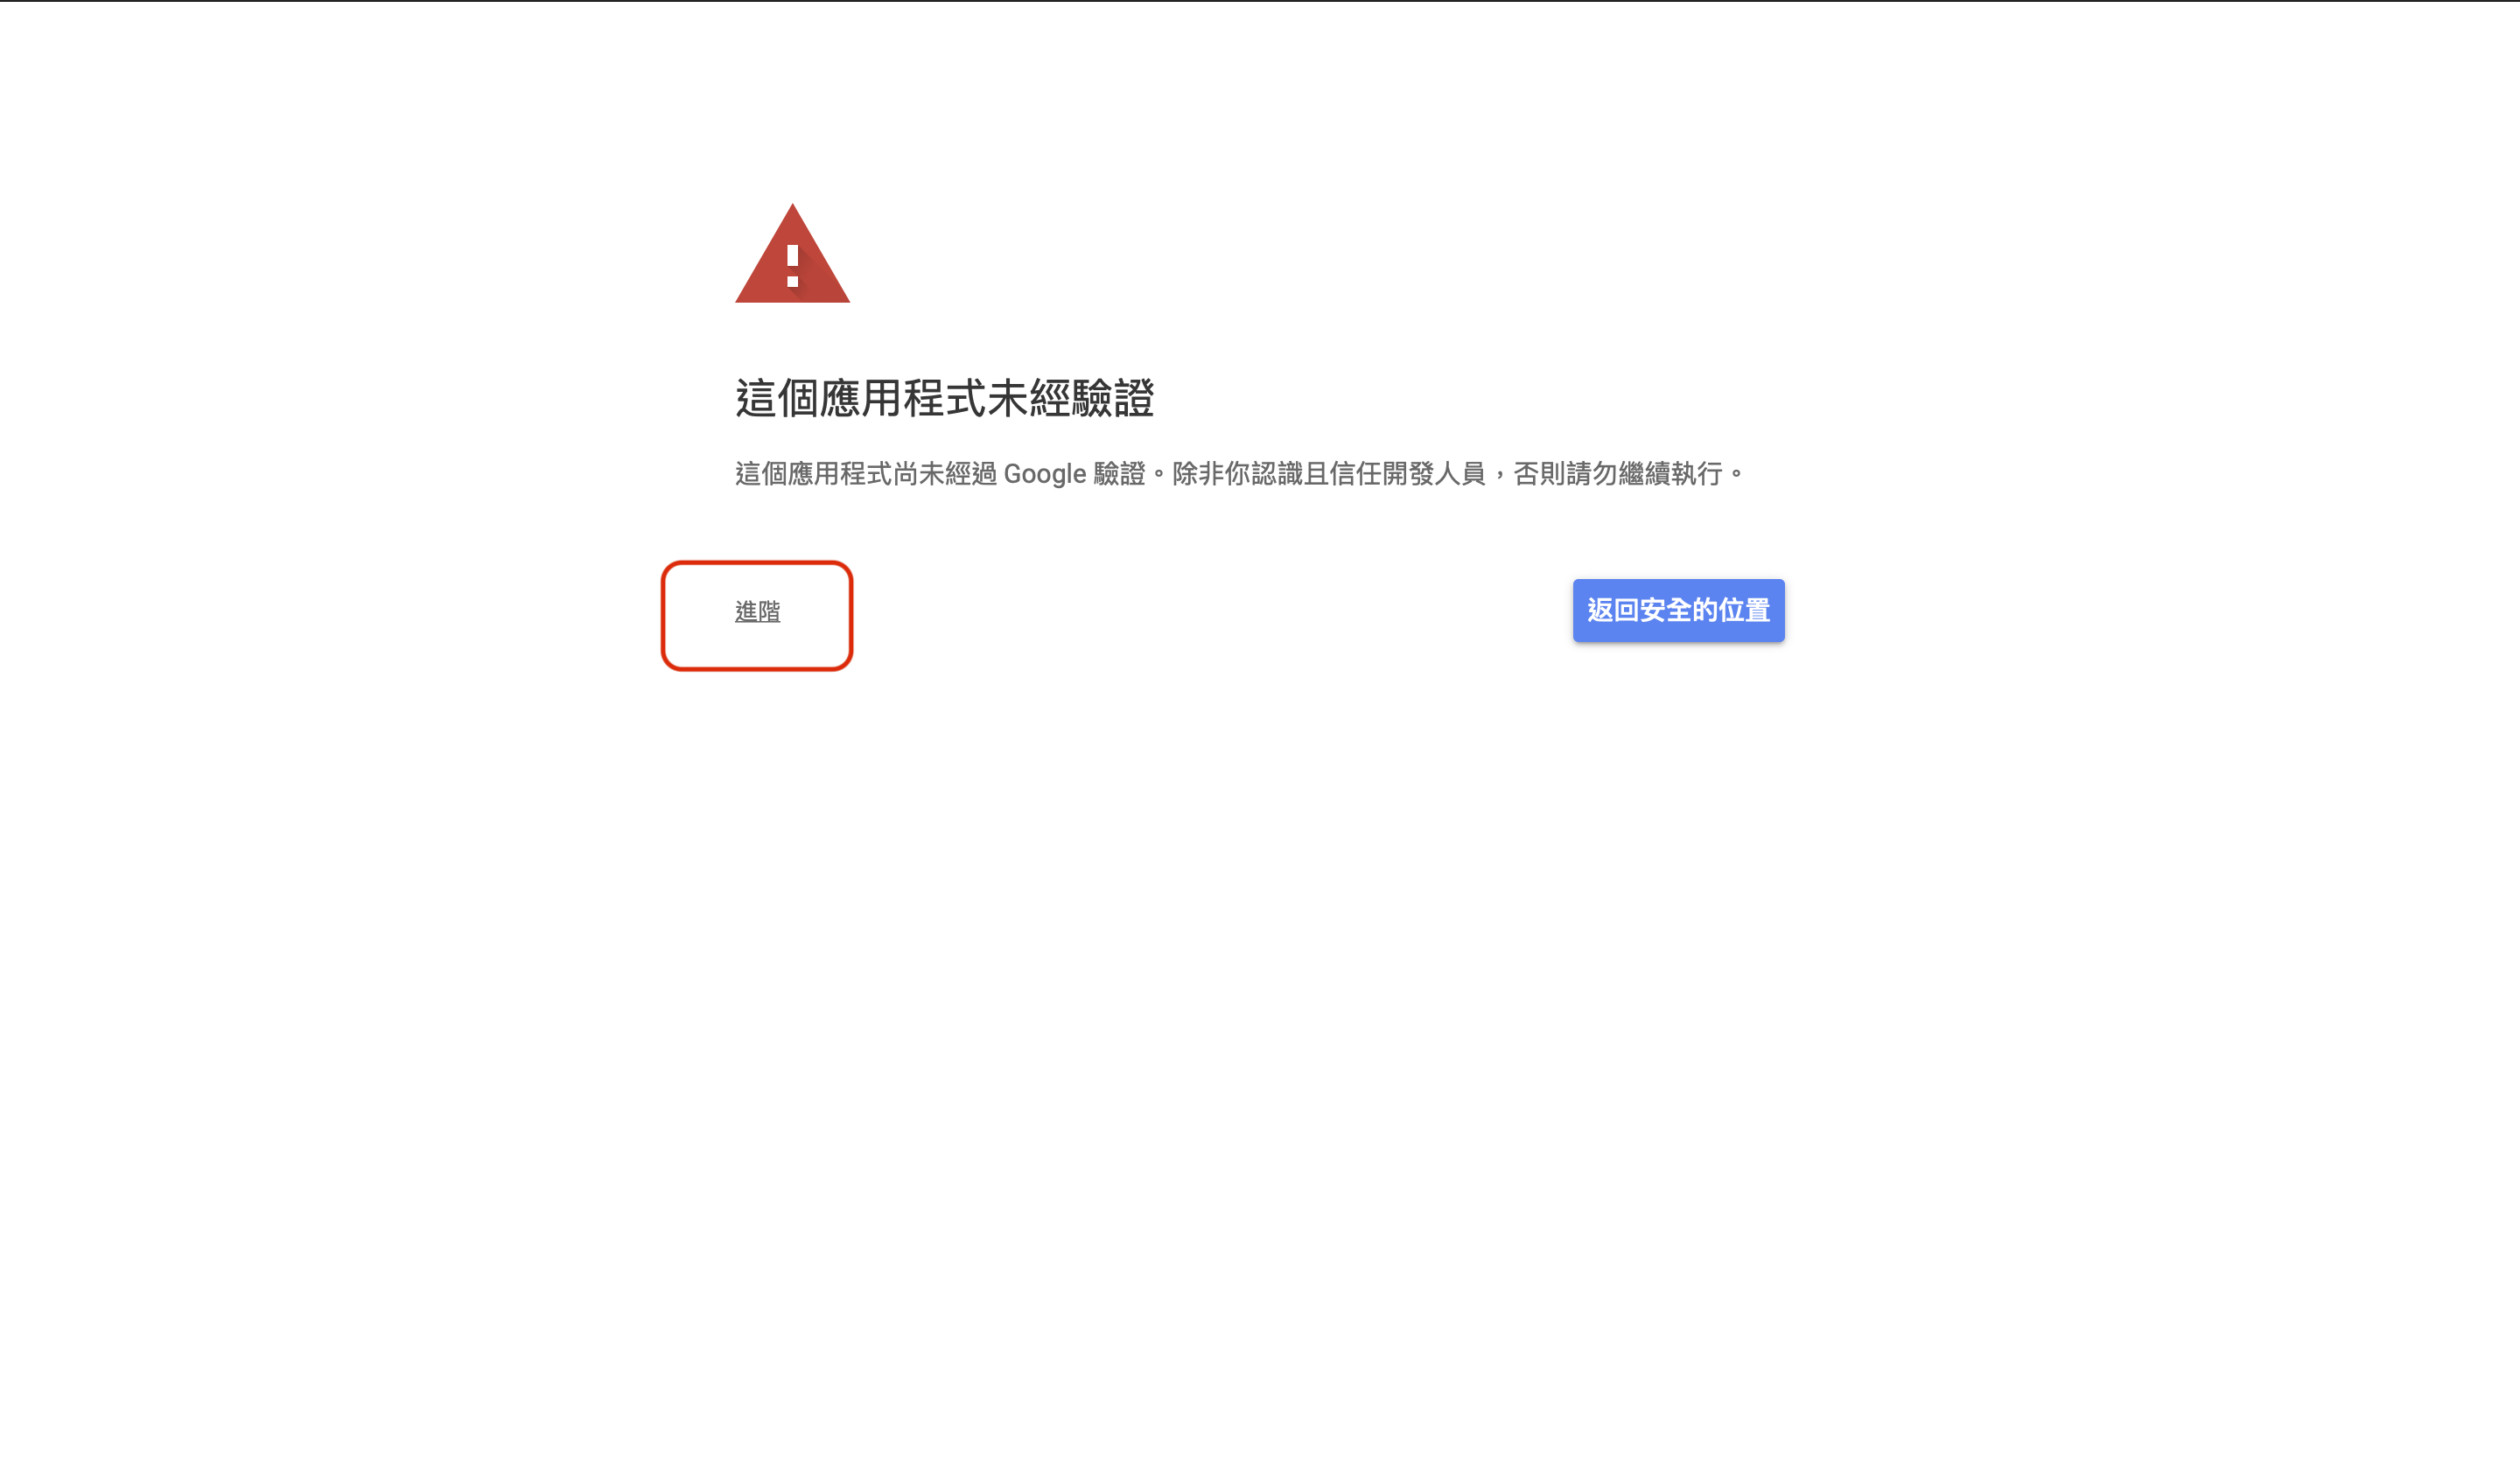 這個應用程式未經驗證
這個應用程式尚未經過 Google 驗證。除非你認識且信任開發人員，否則請勿繼續執行。
進階
返回安全的位置